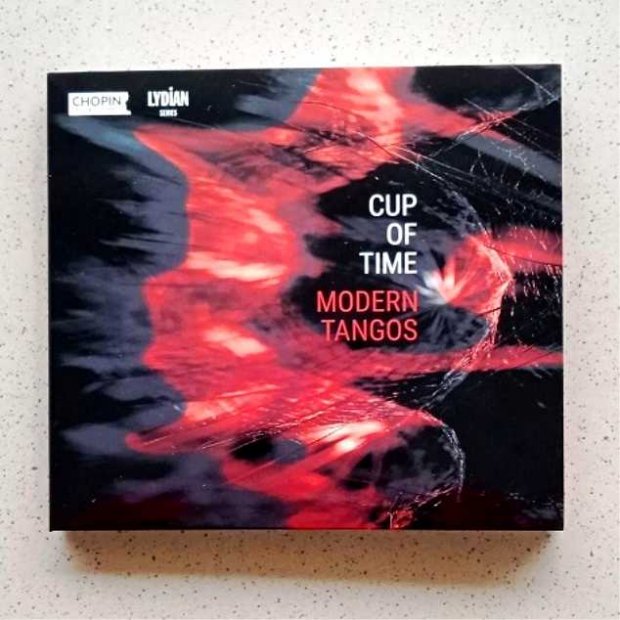 CHOPIN
LYDIAN
SERIES
CUP
OF
TIME
MODERN
TANGOS